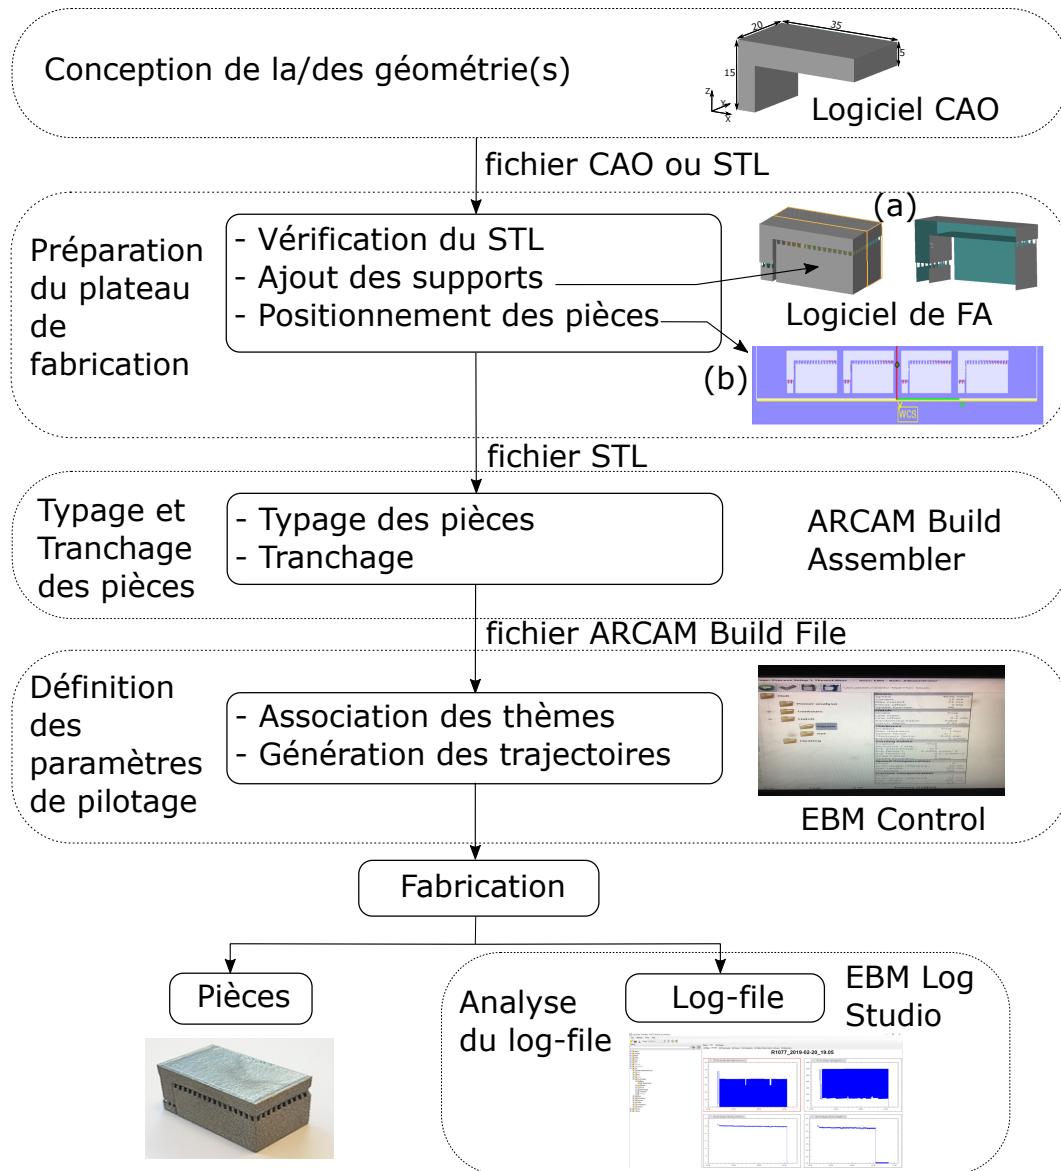 Conception de la/des géométrie(s)
20
35
5
15
Z
Y
X
Logiciel CAO
fichier CAO ou STL
Préparation
du plateau
de
fabrication
- Vérification du STL
- Ajout des supports
- Positionnement des pièces
(a)
Logiciel de FA
(b)
WCS
fichier STL
Typage et
Tranchage
des pièces
- Typage des pièces
- Tranchage
ARCAM Build
Assembler
fichier ARCAM Build File
Définition
des
paramètres
de pilotage
- Association des thèmes
- Génération des trajectoires
EBM Control
Fabrication
Pièces
Analyse
du log-file
Log-file
EBM Log
Studio
R1077_2019-02-20_19.05